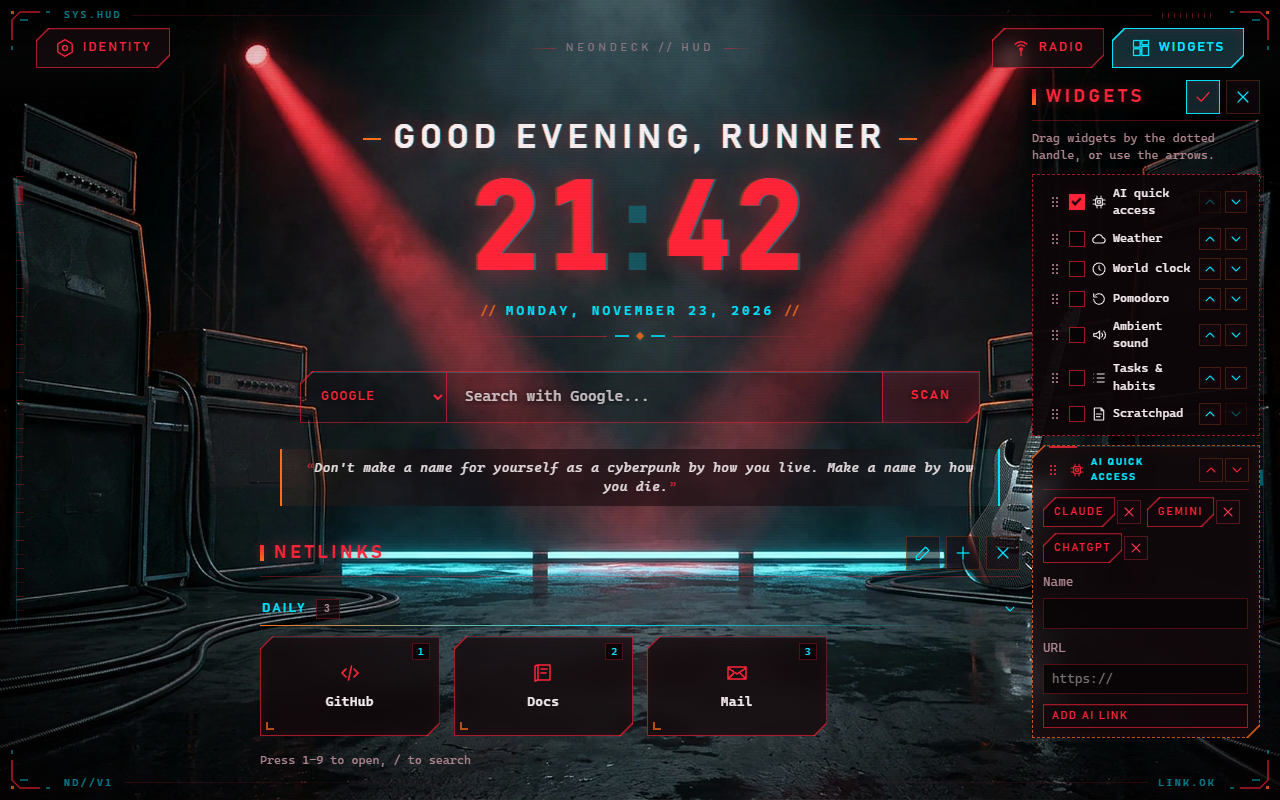 SYS.HUD
IDENTITY
NEONDECK // HUD
RADIO
WIDGETS
GOOD EVENING, RUNNER
21:42
// MONDAY, NOVEMBER 23, 2026 //
GOOGLE
Search with Google...
SCAN
"Don't make a name for yourself as a cyberpunk by how you live. Make a name by how
you die."
NETLINKS
DAILY 3
1
GitHub
2
Docs
3
Mail
Press 1–9 to open, / to search
WIDGETS
Drag widgets by the dotted
handle, or use the arrows.
AI quick
access
Weather
World clock
Pomodoro
Ambient
sound
Tasks &
habits
Scratchpad
AI QUICK
ACCESS
CLAUDE
GEMINI
CHATGPT
Name
URL
https://
ADD AI LINK
ND//V1
LINK.OK